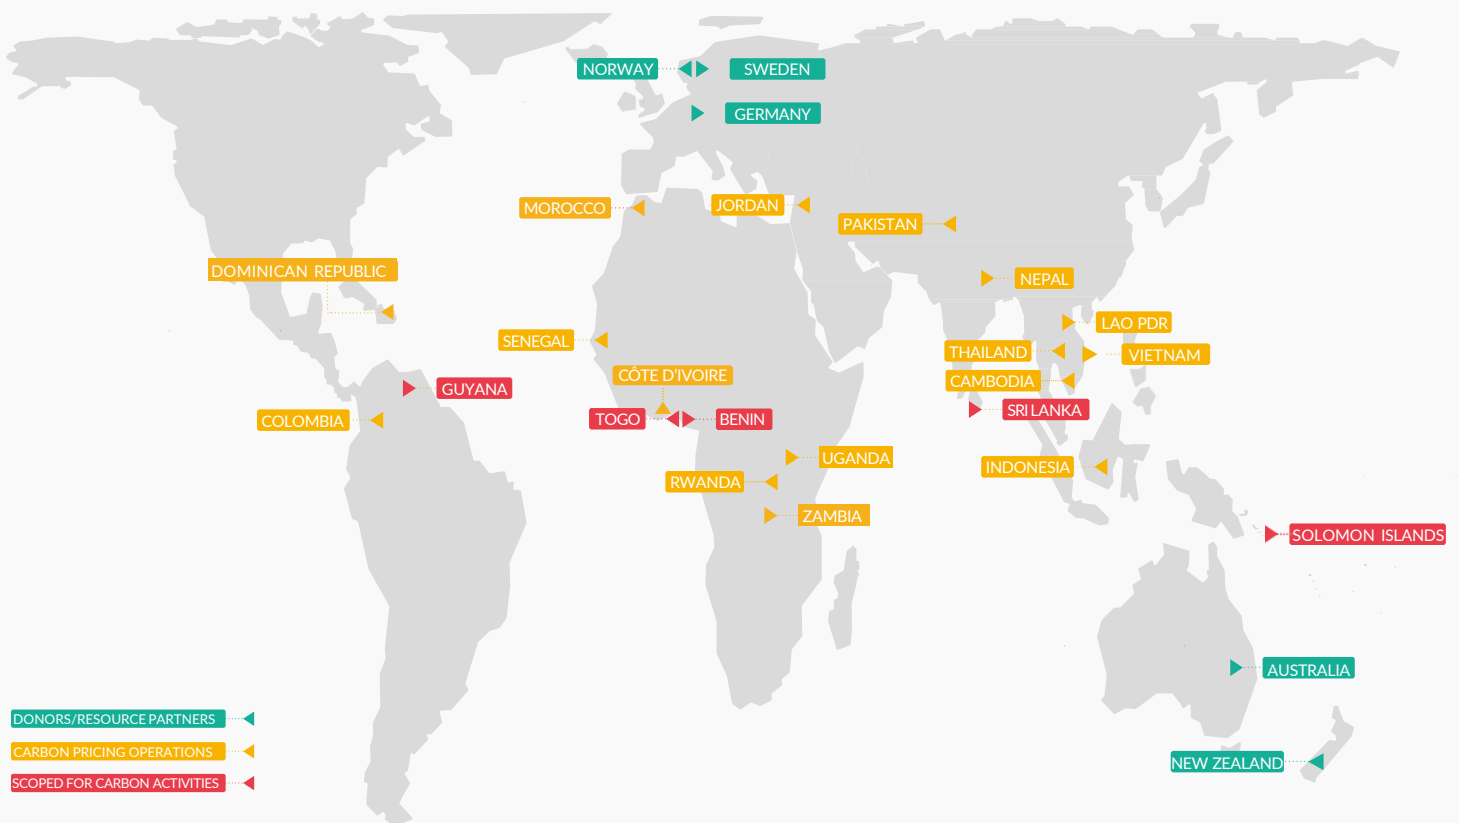 NORWAY
SWEDEN
GERMANY
MOROCCO
JORDAN
PAKISTAN
DOMINICAN REPUBLIC
NEPAL
LAO PDR
SENEGAL
THAILAND
VIETNAM
CÔTE D'IVOIRE
CAMBODIA
GUYANA
SRI LANKA
COLOMBIA
TOGO
BENIN
UGANDA
INDONESIA
RWANDA
ZAMBIA
SOLOMON ISLANDS
AUSTRALIA
NEW ZEALAND
DONORS/RESOURCE PARTNERS
CARBON PRICING OPERATIONS
SCOPED FOR CARBON ACTIVITIES